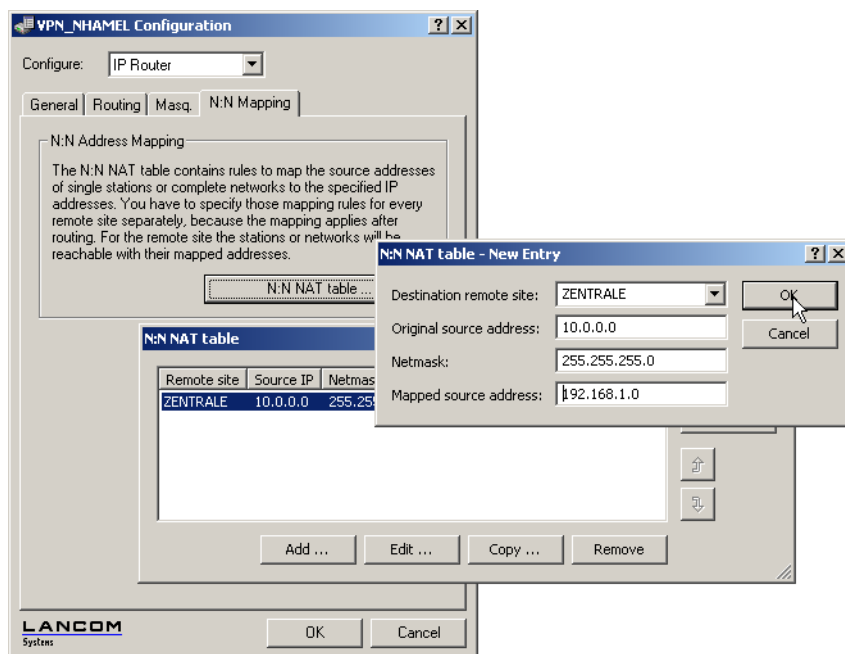 VPN_NHAMEL Configuration
Configure: IP Router
General Routing Masq. N:N Mapping
N:N Address Mapping
The N:N NAT table contains rules to map the source addresses
of single stations or complete networks to the specified IP
addresses. You have to specify those mapping rules for every
remote site separately, because the mapping applies after
routing. For the remote site the stations or networks will be
reachable with their mapped addresses.
N:N NAT table ...
N:N NAT table - New Entry
Destination remote site: ZENTRALE
Original source address: 10.0.0.0
Netmask: 255.255.255.0
Mapped source address: 192.168.1.0
OK
Cancel
N:N NAT table
Remote site Source IP Netmas
ZENTRALE 10.0.0.0 255.25
Add ... Edit ... Copy ... Remove
LANCOM
Systems
OK Cancel